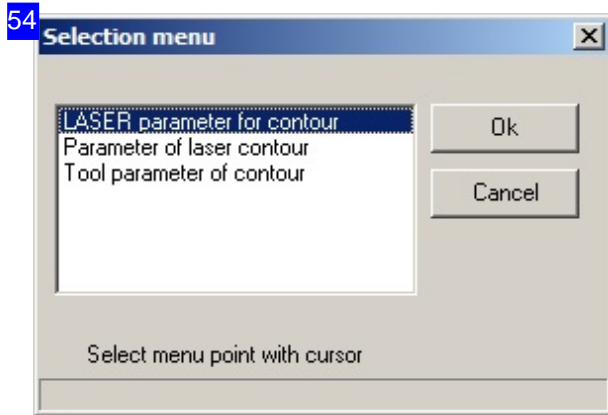 54
Selection menu
LASER parameter for contour
Parameter of laser contour
Tool parameter of contour
Ok
Cancel
Select menu point with cursor